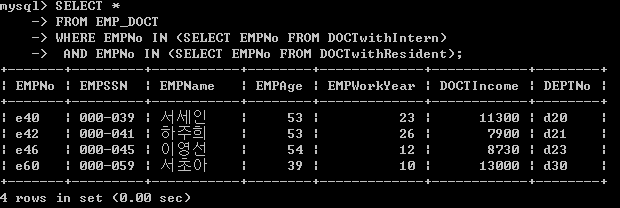 mysql> SELECT *
    -> FROM EMP_DOCT
    -> WHERE EMPNo IN (SELECT EMPNo FROM DOCTwithIntern)
    ->  AND EMPNo IN (SELECT EMPNo FROM DOCTwithResident);
+-------+---------+---------+--------+-------------+------------+--------+
¦ EMPNo ¦ EMPSSN  ¦ EMPName ¦ EMPAge ¦ EMPWorkYear ¦ DOCTIncome ¦ DEPTNo ¦
+-------+---------+---------+--------+-------------+------------+--------+
¦ e40   ¦ 000-039 ¦ 서세인  ¦     53 ¦          23 ¦      11300 ¦ d20    ¦
¦ e42   ¦ 000-041 ¦ 하주희  ¦     53 ¦          26 ¦       7900 ¦ d21    ¦
¦ e46   ¦ 000-045 ¦ 이영선  ¦     54 ¦          12 ¦       8730 ¦ d23    ¦
¦ e60   ¦ 000-059 ¦ 서초아  ¦     39 ¦          10 ¦      13000 ¦ d30    ¦
+-------+---------+---------+--------+-------------+------------+--------+
4 rows in set (0.00 sec)